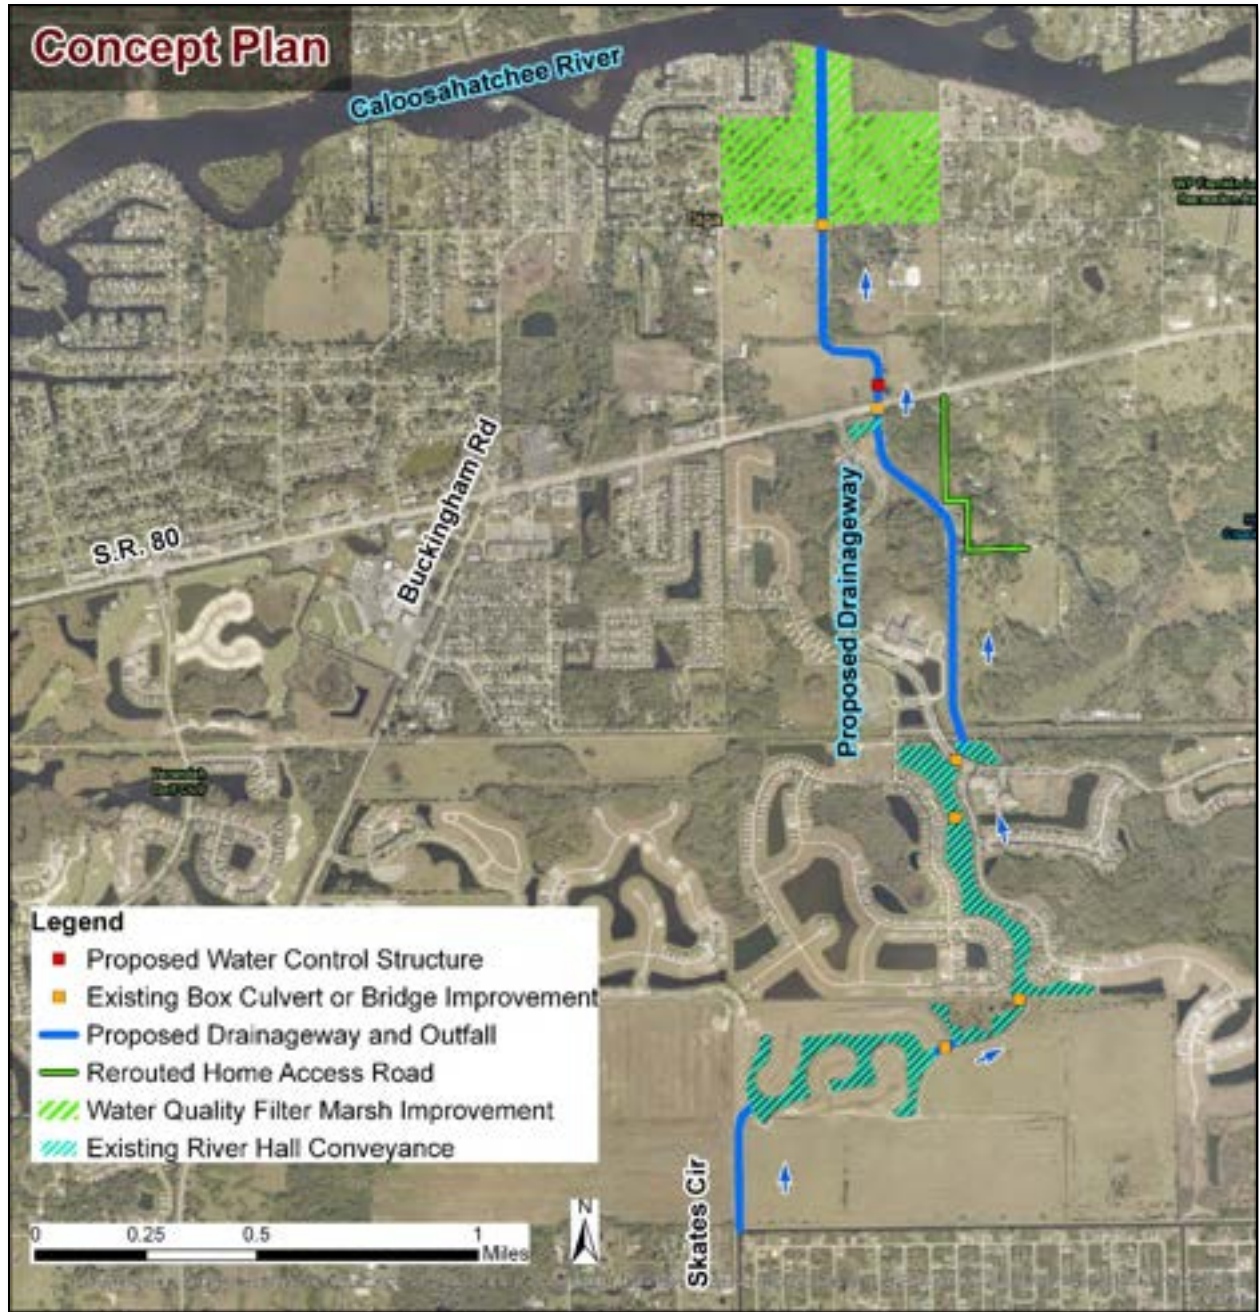 Concept Plan
Caloosahatchee River
S.R. 80
Buckingham Rd
Proposed Drainageway
Legend
Proposed Water Control Structure
Existing Box Culvert or Bridge Improvement
Proposed Drainageway and Outfall
Rerouted Home Access Road
Water Quality Filter Marsh Improvement
Existing River Hall Conveyance
Skates Cir
N
0 0.25 0.5 1
Miles